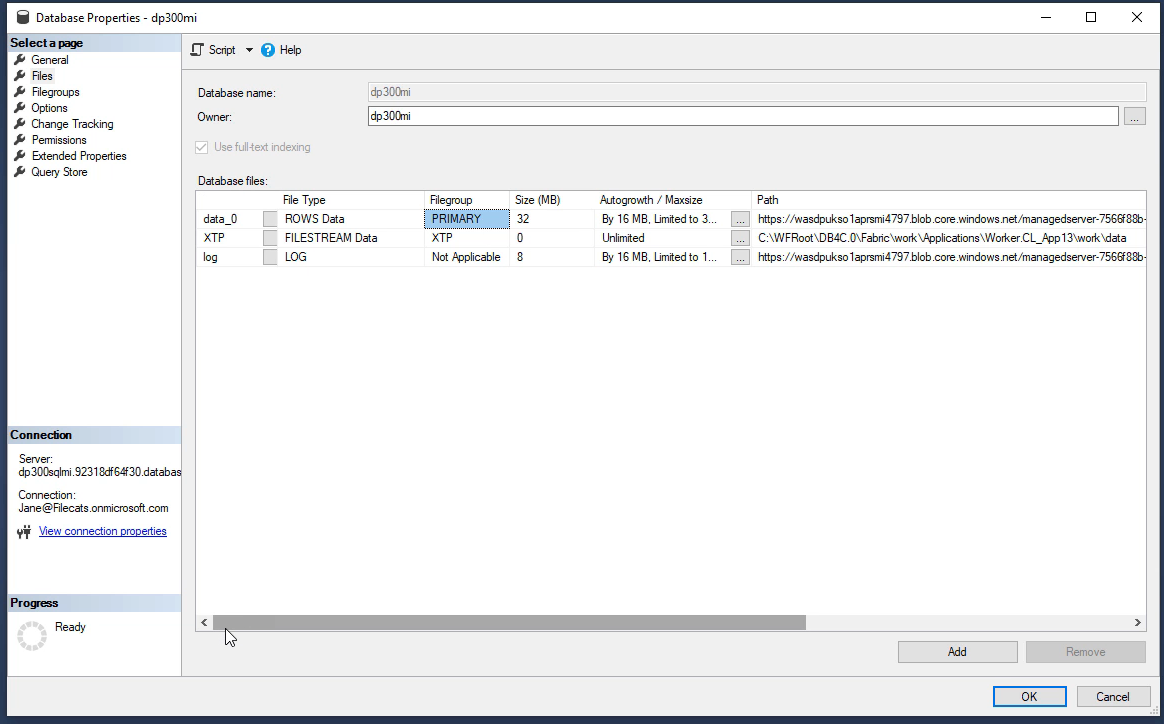 Database Properties - dp300mi
Select a page
General
Files
Filegroups
Options
Change Tracking
Permissions
Extended Properties
Query Store
Script
Help
Database name: dp300mi
Owner: dp300mi ...
Use full-text indexing
Database files:
File Type Filegroup Size (MB) Autogrowth / Maxsize Path
data_0 ROWS Data PRIMARY 32 By 16 MB, Limited to 3... ... https://wasdpukso1aprsmi4797.blob.core.windows.net/managedserver-7566f88b-
XTP FILESTREAM Data XTP 0 Unlimited ... C:\WFRoot\DB4C.0\Fabric\work\Applications\Worker.CL_App13\work\data
log LOG Not Applicable 8 By 16 MB, Limited to 1... ... https://wasdpukso1aprsmi4797.blob.core.windows.net/managedserver-7566f88b-
Connection
Server:
dp300sqlmi.92318df64f30.databas
Connection:
Jane@Filecats.onmicrosoft.com
View connection properties
Progress
Ready
Add Remove
OK Cancel